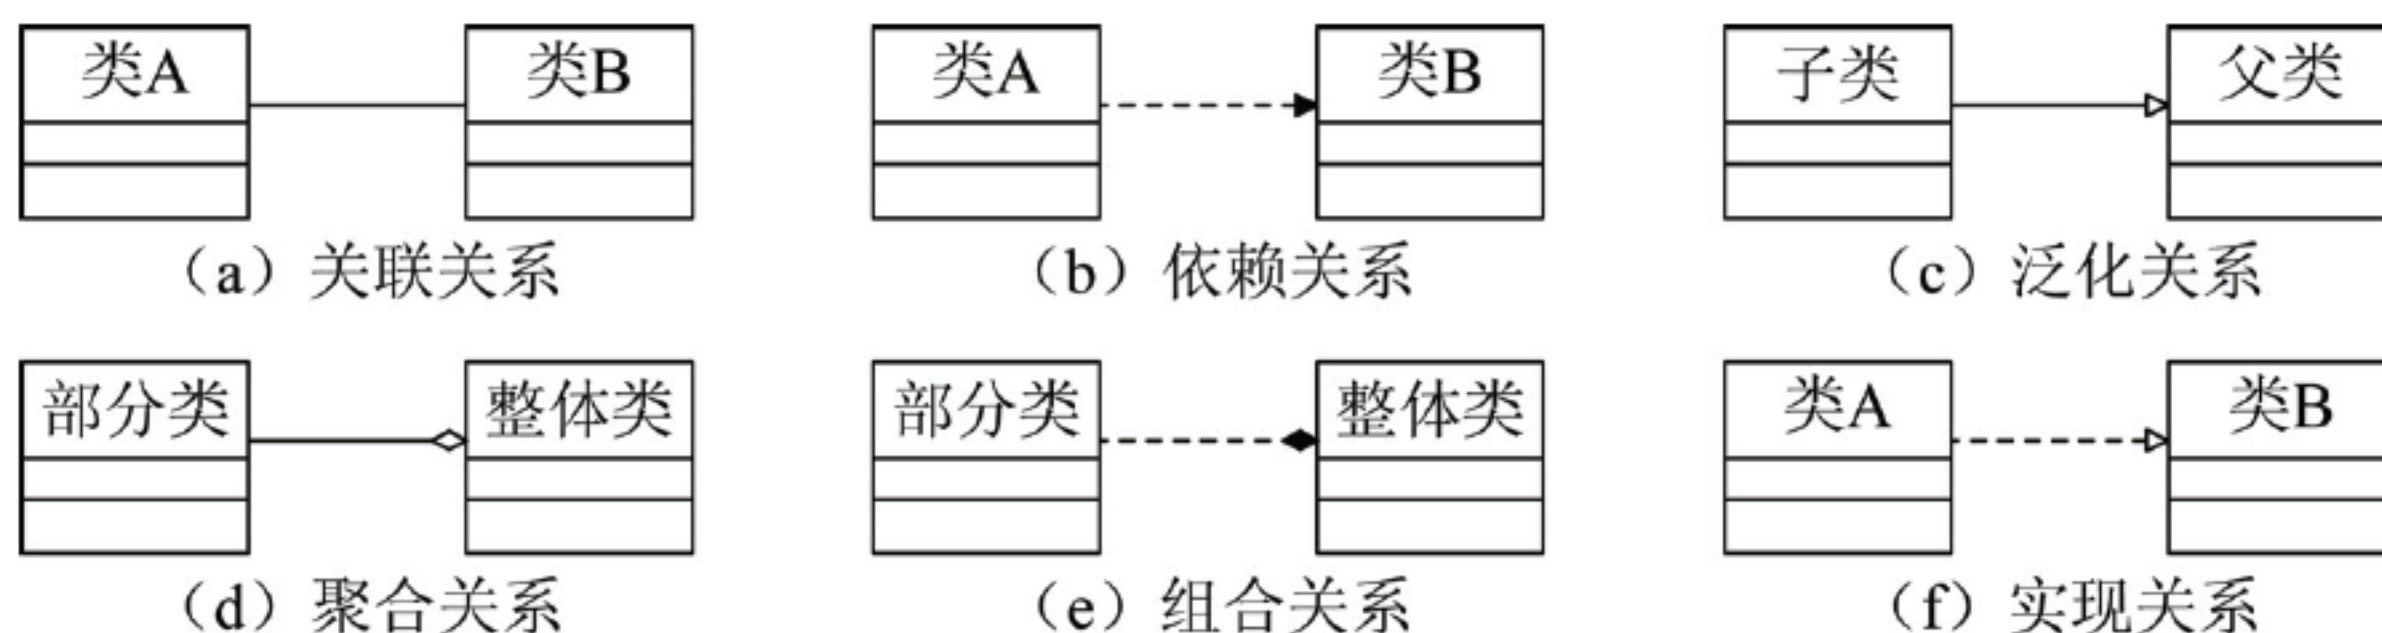 类A 类B 类A 类B 子类 父类
(a) 关联关系 (b) 依赖关系 (c) 泛化关系
部分类 整体类 部分类 整体类 类A 类B
(d) 聚合关系 (e) 组合关系 (f) 实现关系